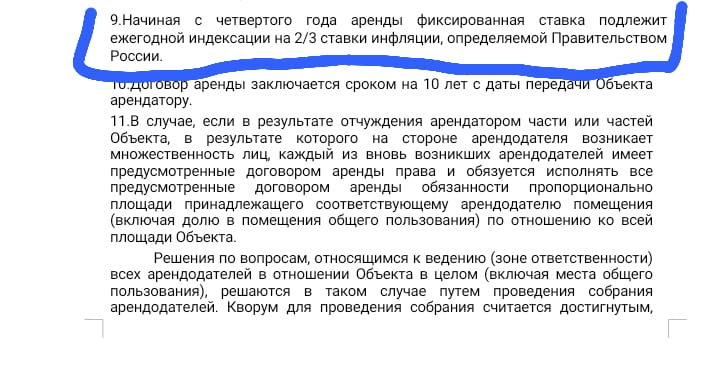 9.Начиная с четвертого года аренды фиксированная ставка подлежит
ежегодной индексации на 2/3 ставки инфляции, определяемой Правительством
России.
10.Договор аренды заключается сроком на 10 лет с даты передачи Объекта
арендатору.
11.В случае, если в результате отчуждения арендатором части или частей
Объекта, в результате которого на стороне арендодателя возникает
множественность лиц, каждый из вновь возникших арендодателей имеет
предусмотренные договором аренды права и обязуется исполнять все
предусмотренные договором аренды обязанности пропорционально
площади принадлежащего соответствующему арендодателю помещения
(включая долю в помещения общего пользования) по отношению ко всей
площади Объекта.
Решения по вопросам, относящимся к ведению (зоне ответственности)
всех арендодателей в отношении Объекта в целом (включая места общего
пользования), решаются в таком случае путем проведения собрания
арендодателей. Кворум для проведения собрания считается достигнутым,